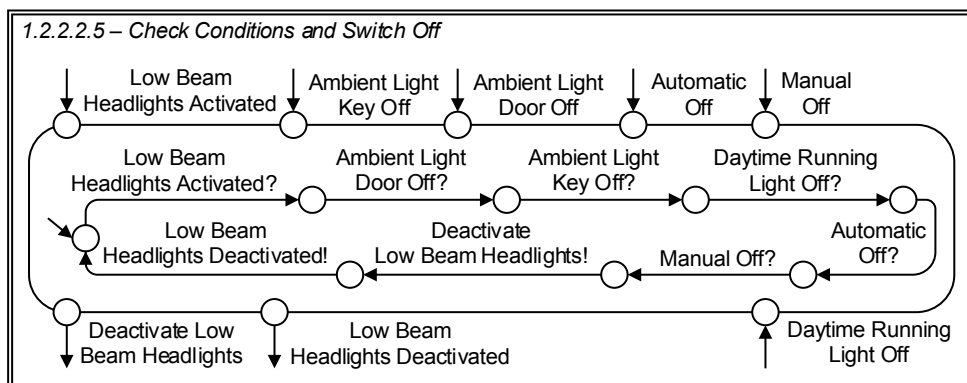 1.2.2.2.5 – Check Conditions and Switch Off
Low Beam
Headlights Activated
Ambient Light
Key Off
Ambient Light
Door Off
Automatic
Off
Manual
Off
Low Beam
Headlights Activated?
Ambient Light
Door Off?
Ambient Light
Key Off?
Daytime Running
Light Off?
Low Beam
Headlights Deactivated!
Deactivate
Low Beam Headlights!
Manual Off?
Automatic
Off?
Deactivate Low
Beam Headlights
Low Beam
Headlights Deactivated
Daytime Running
Light Off